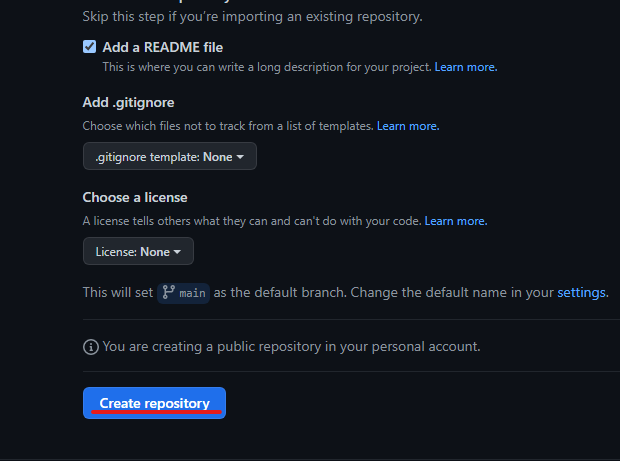 Skip this step if you're importing an existing repository.
Add a README file
This is where you can write a long description for your project. Learn more.
Add .gitignore
Choose which files not to track from a list of templates. Learn more.
.gitignore template: None
Choose a license
A license tells others what they can and can't do with your code. Learn more.
License: None
This will set main as the default branch. Change the default name in your settings.
You are creating a public repository in your personal account.
Create repository